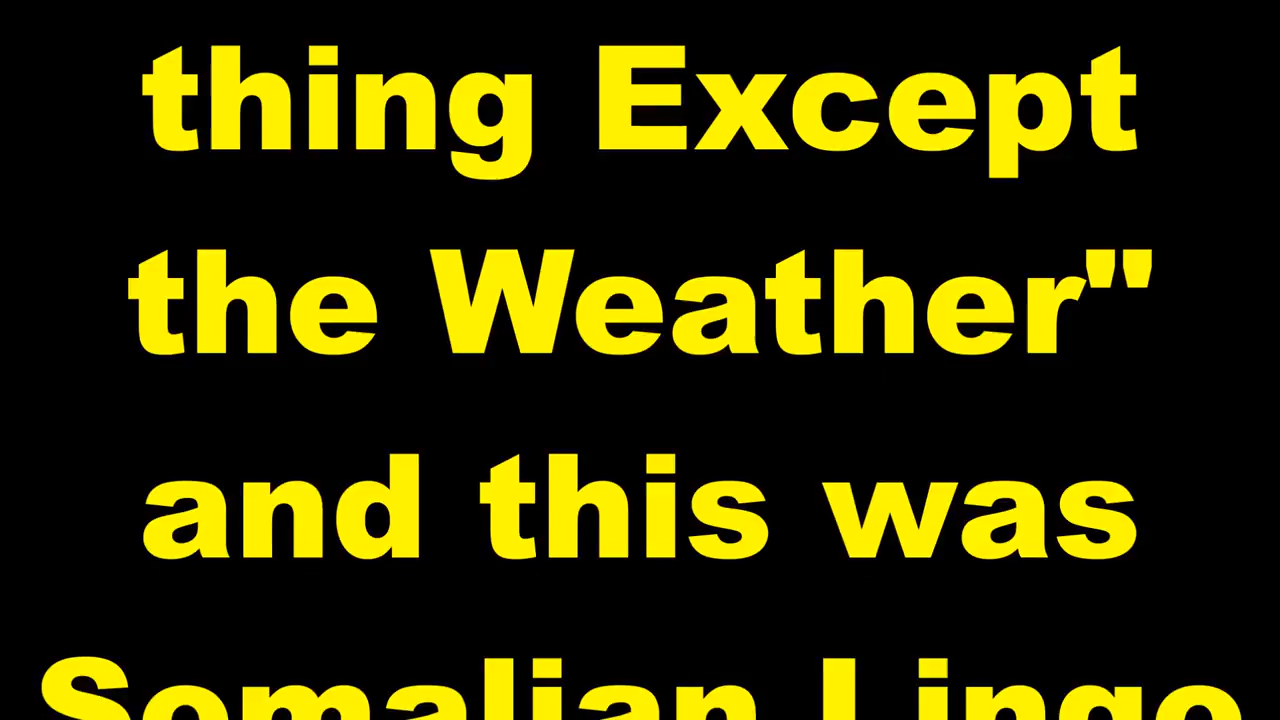 thing Except
the Weather"
and this was
Somalian Lingo